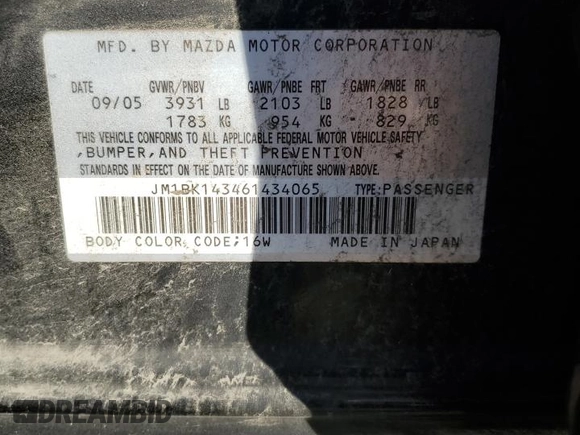 MFD. BY MAZDA MOTOR CORPORATION
DATE GVWR/PNBV GAWR/PNBE FRT GAWR/PNBE RR
09/05 3931 LB 2103 LB 1828 LB
1783 KG 954 KG 829 KG
THIS VEHICLE CONFORMS TO ALL APPLICABLE FEDERAL MOTOR VEHICLE SAFETY
,BUMPER,AND THEFT PREVENTION
STANDARDS IN EFFECT ON THE DATE OF MANUFACTURE SHOWN ABOVE.
JM1BK143461434065 TYPE:PASSENGER
BODY COLOR CODE;16W MADE IN JAPAN
DREAMBID